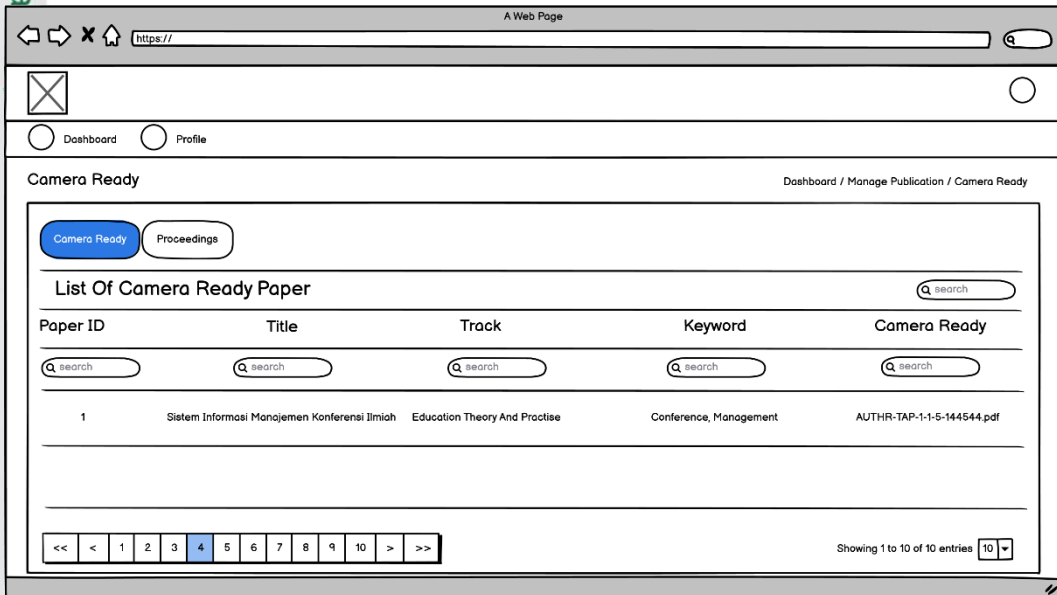 A Web Page
https://
Dashboard Profile
Camera Ready Dashboard / Manage Publication / Camera Ready
Camera Ready Proceedings
List Of Camera Ready Paper search
Paper ID Title Track Keyword Camera Ready
search search search search search
1 Sistem Informasi Manajemen Konferensi Ilmiah Education Theory And Practise Conference, Management AUTHR-TAP-1-1-5-144544.pdf
<< < 1 2 3 4 5 6 7 8 9 10 > >> Showing 1 to 10 of 10 entries 10